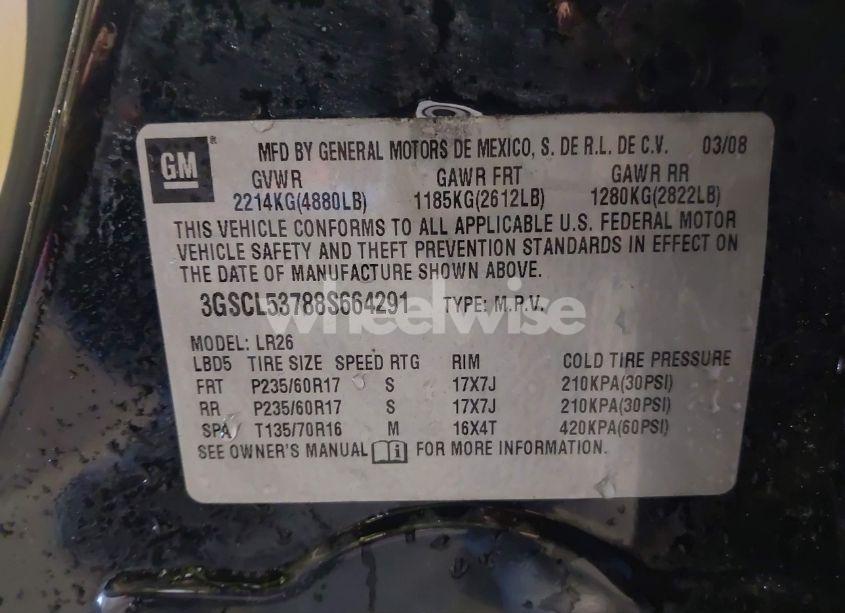 GM ® MFD BY GENERAL MOTORS DE MEXICO, S. DE R.L. DE C.V. 03/08
GVWR GAWR FRT GAWR RR
2214KG(4880LB) 1185KG(2612LB) 1280KG(2822LB)
THIS VEHICLE CONFORMS TO ALL APPLICABLE U.S. FEDERAL MOTOR
VEHICLE SAFETY AND THEFT PREVENTION STANDARDS IN EFFECT ON
THE DATE OF MANUFACTURE SHOWN ABOVE.
3GSCL53788S664291 TYPE: M.P.V.
wheelwise
MODEL: LR26
LBD5 TIRE SIZE SPEED RTG RIM COLD TIRE PRESSURE
FRT P235/60R17 S 17X7J 210KPA(30PSI)
RR P235/60R17 S 17X7J 210KPA(30PSI)
SPA T135/70R16 M 16X4T 420KPA(60PSI)
SEE OWNER'S MANUAL i FOR MORE INFORMATION.